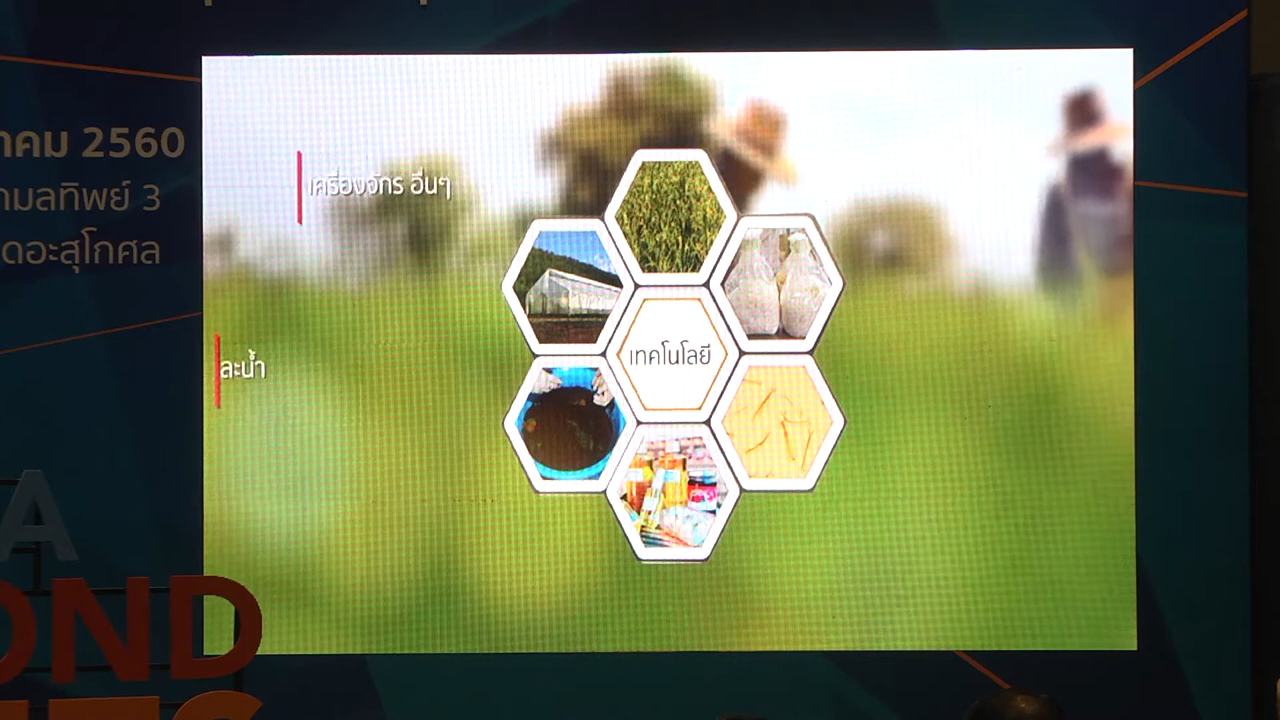 าคม 2560
ามลทิพย์ 3
ดอะสุโกศล
เครื่องจักร อื่นๆ
ละน้ำ
เทคโนโลยี
A
OND